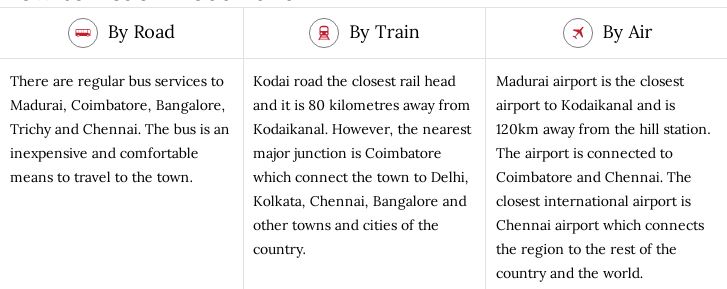 By Road
There are regular bus services to
Madurai, Coimbatore, Bangalore,
Trichy and Chennai. The bus is an
inexpensive and comfortable
means to travel to the town.
By Train
Kodai road the closest rail head
and it is 80 kilometres away from
Kodaikanal. However, the nearest
major junction is Coimbatore
which connect the town to Delhi,
Kolkata, Chennai, Bangalore and
other towns and cities of the
country.
By Air
Madurai airport is the closest
airport to Kodaikanal and is
120km away from the hill station.
The airport is connected to
Coimbatore and Chennai. The
closest international airport is
Chennai airport which connects
the region to the rest of the
country and the world.